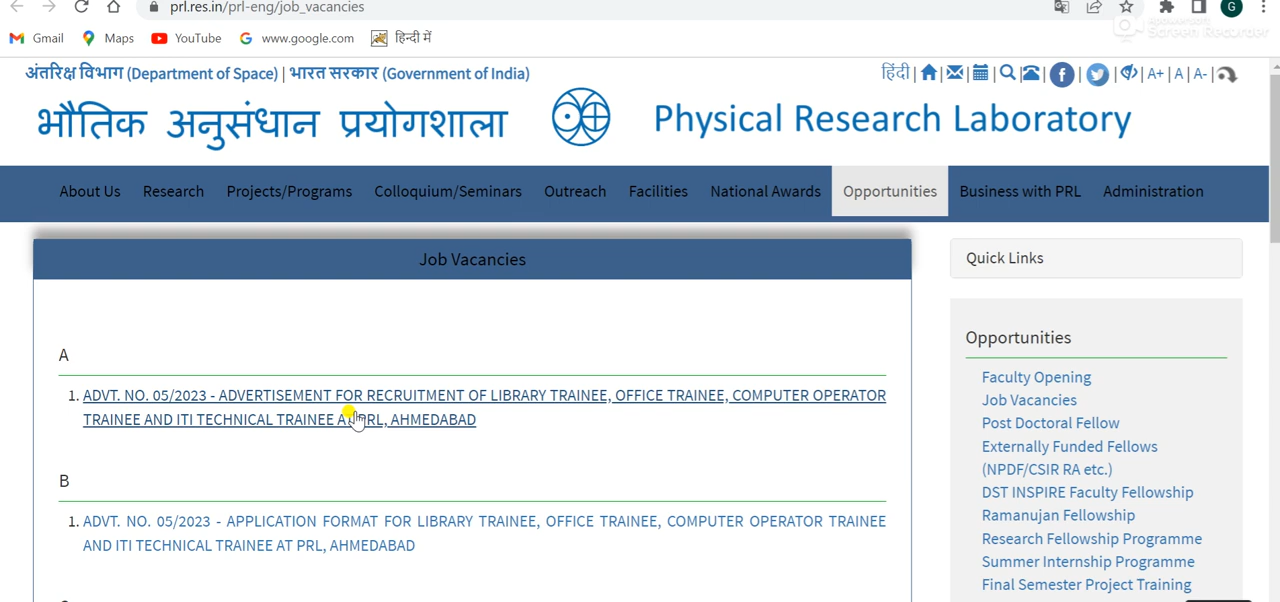 prl.res.in/prl-eng/job_vacancies
G
Gmail Maps YouTube G www.google.com हिन्दी में
Screen Recorder
अंतरिक्ष विभाग (Department of Space) | भारत सरकार (Government of India)
हिंदी | | | | | | | A+ | A | A- |
भौतिक अनुसंधान प्रयोगशाला Physical Research Laboratory
About Us Research Projects/Programs Colloquium/Seminars Outreach Facilities National Awards Opportunities Business with PRL Administration
Job Vacancies
Quick Links
A
1. ADVT. NO. 05/2023 - ADVERTISEMENT FOR RECRUITMENT OF LIBRARY TRAINEE, OFFICE TRAINEE, COMPUTER OPERATOR
TRAINEE AND ITI TECHNICAL TRAINEE AT PRL, AHMEDABAD
B
1. ADVT. NO. 05/2023 - APPLICATION FORMAT FOR LIBRARY TRAINEE, OFFICE TRAINEE, COMPUTER OPERATOR TRAINEE
AND ITI TECHNICAL TRAINEE AT PRL, AHMEDABAD
Opportunities
Faculty Opening
Job Vacancies
Post Doctoral Fellow
Externally Funded Fellows
(NPDF/CSIR RA etc.)
DST INSPIRE Faculty Fellowship
Ramanujan Fellowship
Research Fellowship Programme
Summer Internship Programme
Final Semester Project Training